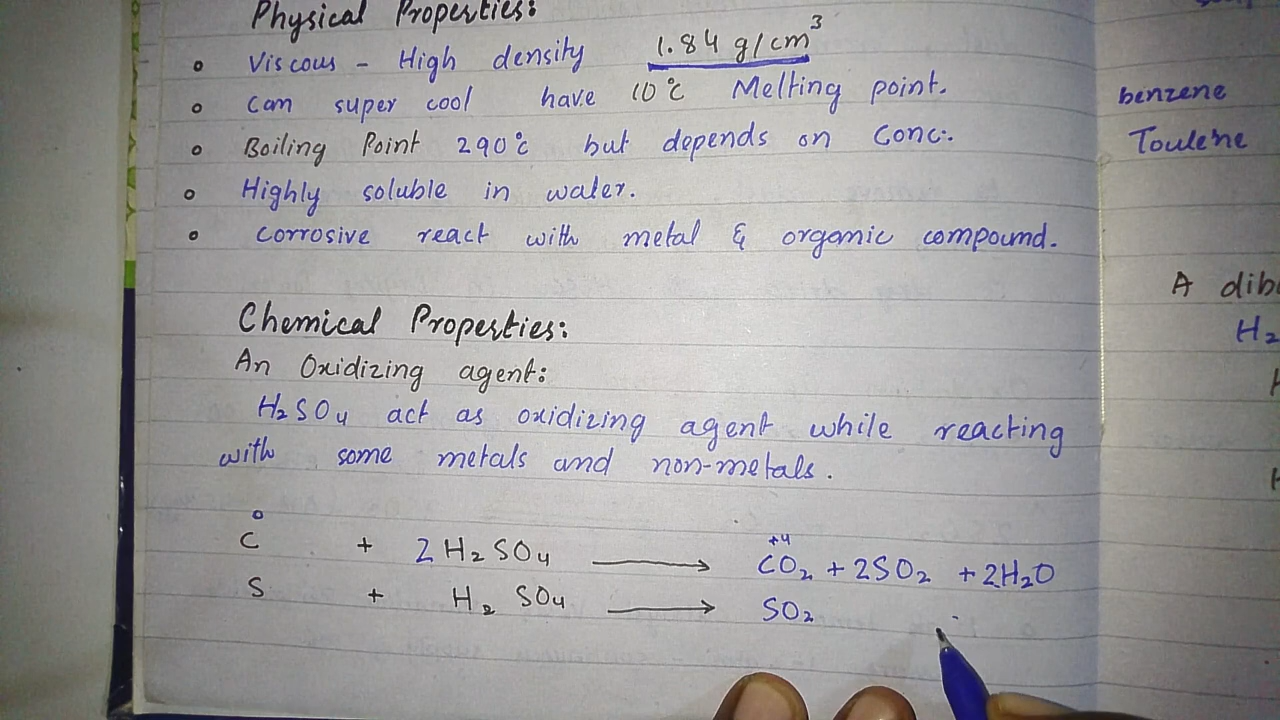 Physical Properties:
Viscous - High density 1.84 g/cm³
Can super cool have 10°C Melting point.
Boiling Point 290°C but depends on Conc:.
Highly soluble in water.
Corrosive react with metal & organic compound.
Chemical Properties:
An Oxidizing agent:
H₂SO₄ act as oxidizing agent while reacting
with some metals and non-metals.
0 +4
C + 2H₂SO₄ → CO₂ + 2SO₂ + 2H₂O
S + H₂SO₄ → SO₂
benzene
Toulene
A dib
H₂